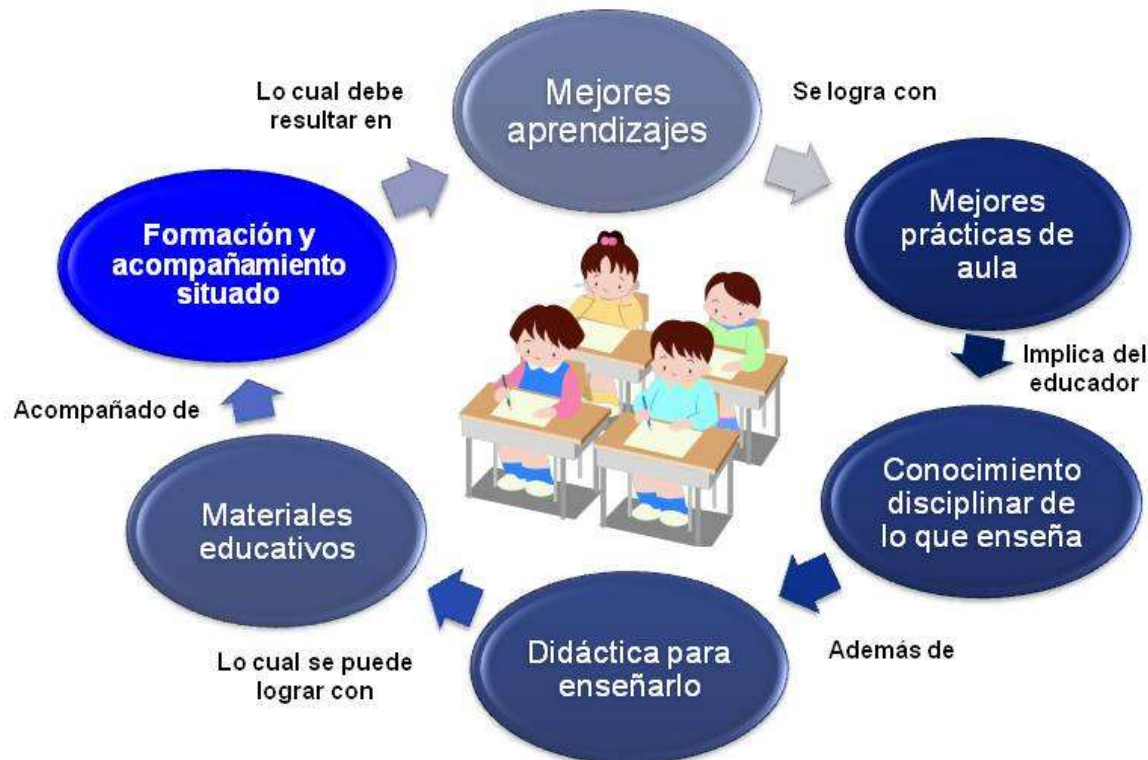 Mejores
aprendizajes
Se logra con
Mejores
prácticas de
aula
Implica del
educador
Conocimiento
disciplinar de
lo que enseña
Además de
Didáctica para
enseñarlo
Lo cual se puede
lograr con
Materiales
educativos
Acompañado de
Formación y
acompañamiento
situado
Lo cual debe
resultar en